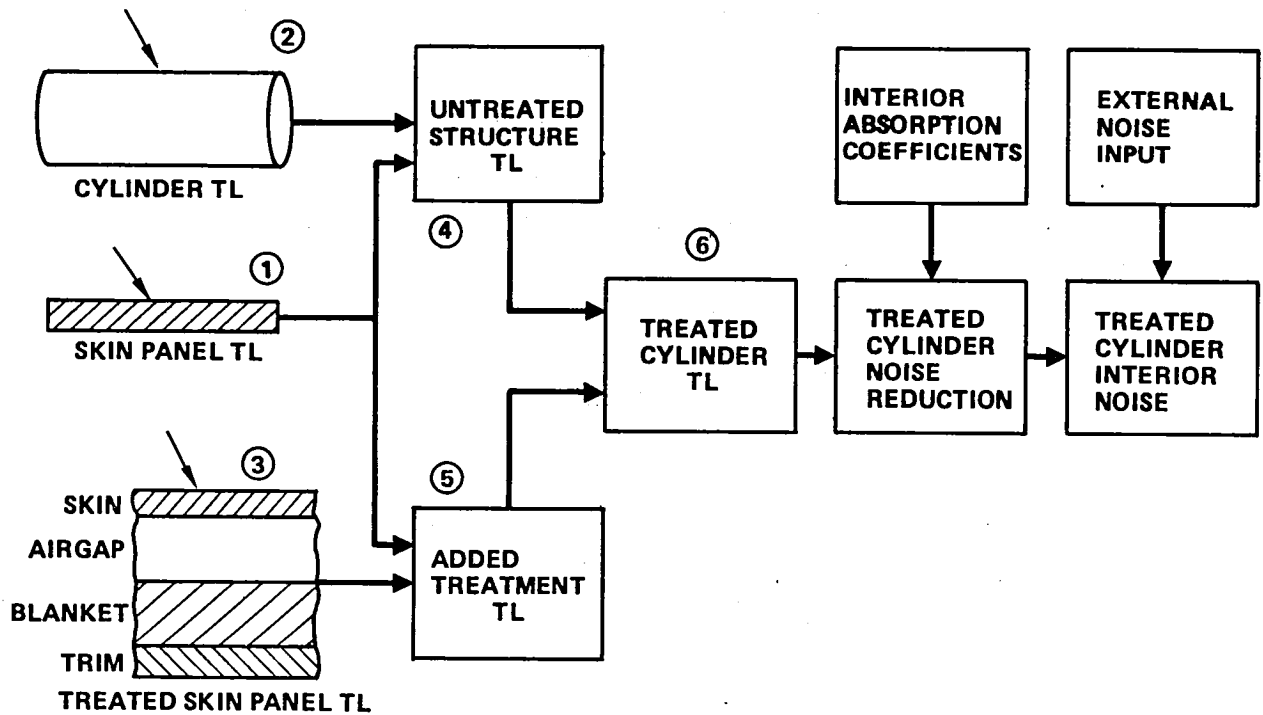 ②
CYLINDER TL
①
SKIN PANEL TL
③
SKIN
AIRGAP
BLANKET
TRIM
TREATED SKIN PANEL TL
UNTREATED
STRUCTURE
TL
④
⑤
ADDED
TREATMENT
TL
⑥
TREATED
CYLINDER
TL
INTERIOR
ABSORPTION
COEFFICIENTS
TREATED
CYLINDER
NOISE
REDUCTION
EXTERNAL
NOISE
INPUT
TREATED
CYLINDER
INTERIOR
NOISE